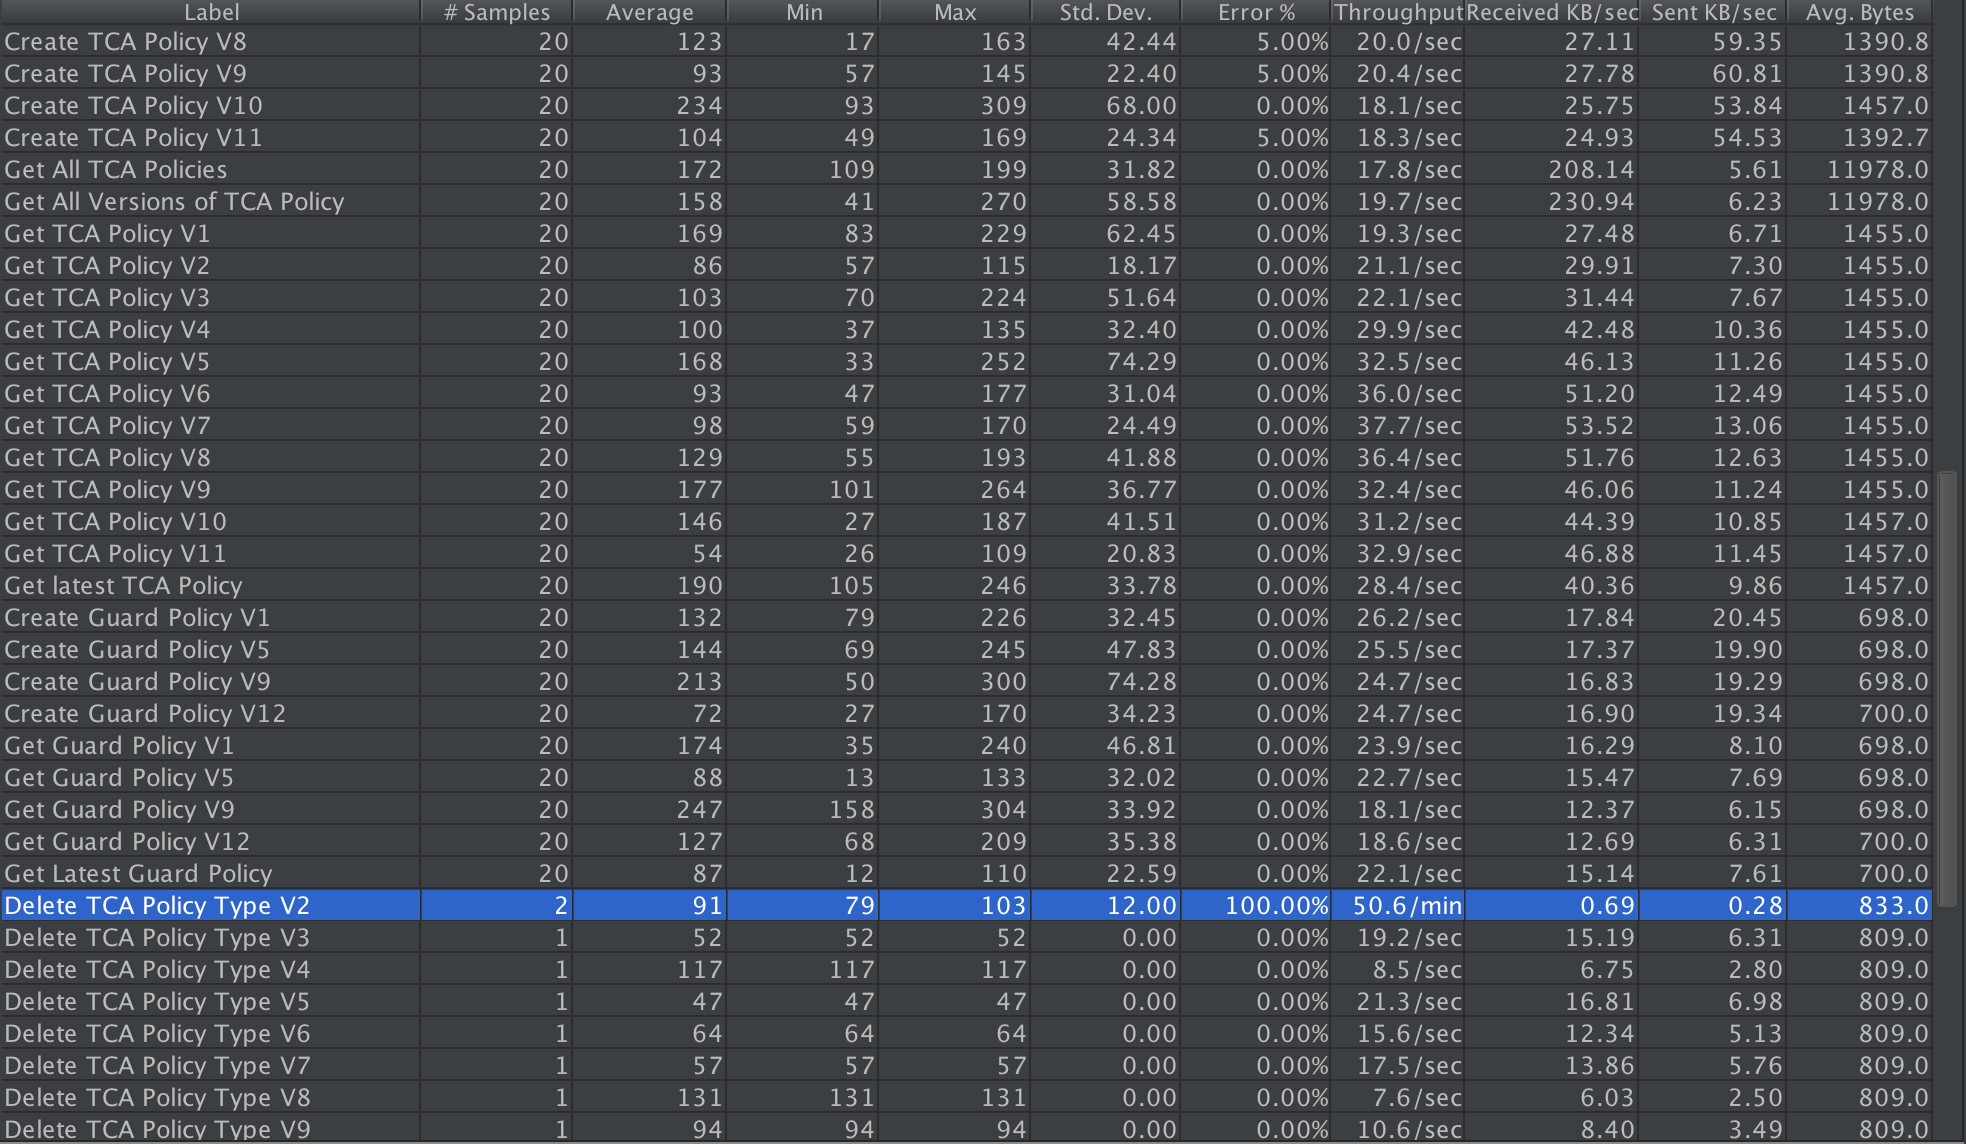 Label # Samples Average Min Max Std. Dev. Error % Throughput Received KB/sec Sent KB/sec Avg. Bytes
Create TCA Policy V8 20 123 17 163 42.44 5.00% 20.0/sec 27.11 59.35 1390.8
Create TCA Policy V9 20 93 57 145 22.40 5.00% 20.4/sec 27.78 60.81 1390.8
Create TCA Policy V10 20 234 93 309 68.00 0.00% 18.1/sec 25.75 53.84 1457.0
Create TCA Policy V11 20 104 49 169 24.34 5.00% 18.3/sec 24.93 54.53 1392.7
Get All TCA Policies 20 172 109 199 31.82 0.00% 17.8/sec 208.14 5.61 11978.0
Get All Versions of TCA Policy 20 158 41 270 58.58 0.00% 19.7/sec 230.94 6.23 11978.0
Get TCA Policy V1 20 169 83 229 62.45 0.00% 19.3/sec 27.48 6.71 1455.0
Get TCA Policy V2 20 86 57 115 18.17 0.00% 21.1/sec 29.91 7.30 1455.0
Get TCA Policy V3 20 103 70 224 51.64 0.00% 22.1/sec 31.44 7.67 1455.0
Get TCA Policy V4 20 100 37 135 32.40 0.00% 29.9/sec 42.48 10.36 1455.0
Get TCA Policy V5 20 168 33 252 74.29 0.00% 32.5/sec 46.13 11.26 1455.0
Get TCA Policy V6 20 93 47 177 31.04 0.00% 36.0/sec 51.20 12.49 1455.0
Get TCA Policy V7 20 98 59 170 24.49 0.00% 37.7/sec 53.52 13.06 1455.0
Get TCA Policy V8 20 129 55 193 41.88 0.00% 36.4/sec 51.76 12.63 1455.0
Get TCA Policy V9 20 177 101 264 36.77 0.00% 32.4/sec 46.06 11.24 1455.0
Get TCA Policy V10 20 146 27 187 41.51 0.00% 31.2/sec 44.39 10.85 1457.0
Get TCA Policy V11 20 54 26 109 20.83 0.00% 32.9/sec 46.88 11.45 1457.0
Get latest TCA Policy 20 190 105 246 33.78 0.00% 28.4/sec 40.36 9.86 1457.0
Create Guard Policy V1 20 132 79 226 32.45 0.00% 26.2/sec 17.84 20.45 698.0
Create Guard Policy V5 20 144 69 245 47.83 0.00% 25.5/sec 17.37 19.90 698.0
Create Guard Policy V9 20 213 50 300 74.28 0.00% 24.7/sec 16.83 19.29 698.0
Create Guard Policy V12 20 72 27 170 34.23 0.00% 24.7/sec 16.90 19.34 700.0
Get Guard Policy V1 20 174 35 240 46.81 0.00% 23.9/sec 16.29 8.10 698.0
Get Guard Policy V5 20 88 13 133 32.02 0.00% 22.7/sec 15.47 7.69 698.0
Get Guard Policy V9 20 247 158 304 33.92 0.00% 18.1/sec 12.37 6.15 698.0
Get Guard Policy V12 20 127 68 209 35.38 0.00% 18.6/sec 12.69 6.31 700.0
Get Latest Guard Policy 20 87 12 110 22.59 0.00% 22.1/sec 15.14 7.61 700.0
Delete TCA Policy Type V2 2 91 79 103 12.00 100.00% 50.6/min 0.69 0.28 833.0
Delete TCA Policy Type V3 1 52 52 52 0.00 0.00% 19.2/sec 15.19 6.31 809.0
Delete TCA Policy Type V4 1 117 117 117 0.00 0.00% 8.5/sec 6.75 2.80 809.0
Delete TCA Policy Type V5 1 47 47 47 0.00 0.00% 21.3/sec 16.81 6.98 809.0
Delete TCA Policy Type V6 1 64 64 64 0.00 0.00% 15.6/sec 12.34 5.13 809.0
Delete TCA Policy Type V7 1 57 57 57 0.00 0.00% 17.5/sec 13.86 5.76 809.0
Delete TCA Policy Type V8 1 131 131 131 0.00 0.00% 7.6/sec 6.03 2.50 809.0
Delete TCA Policy Type V9 1 94 94 94 0.00 0.00% 10.6/sec 8.40 3.49 809.0